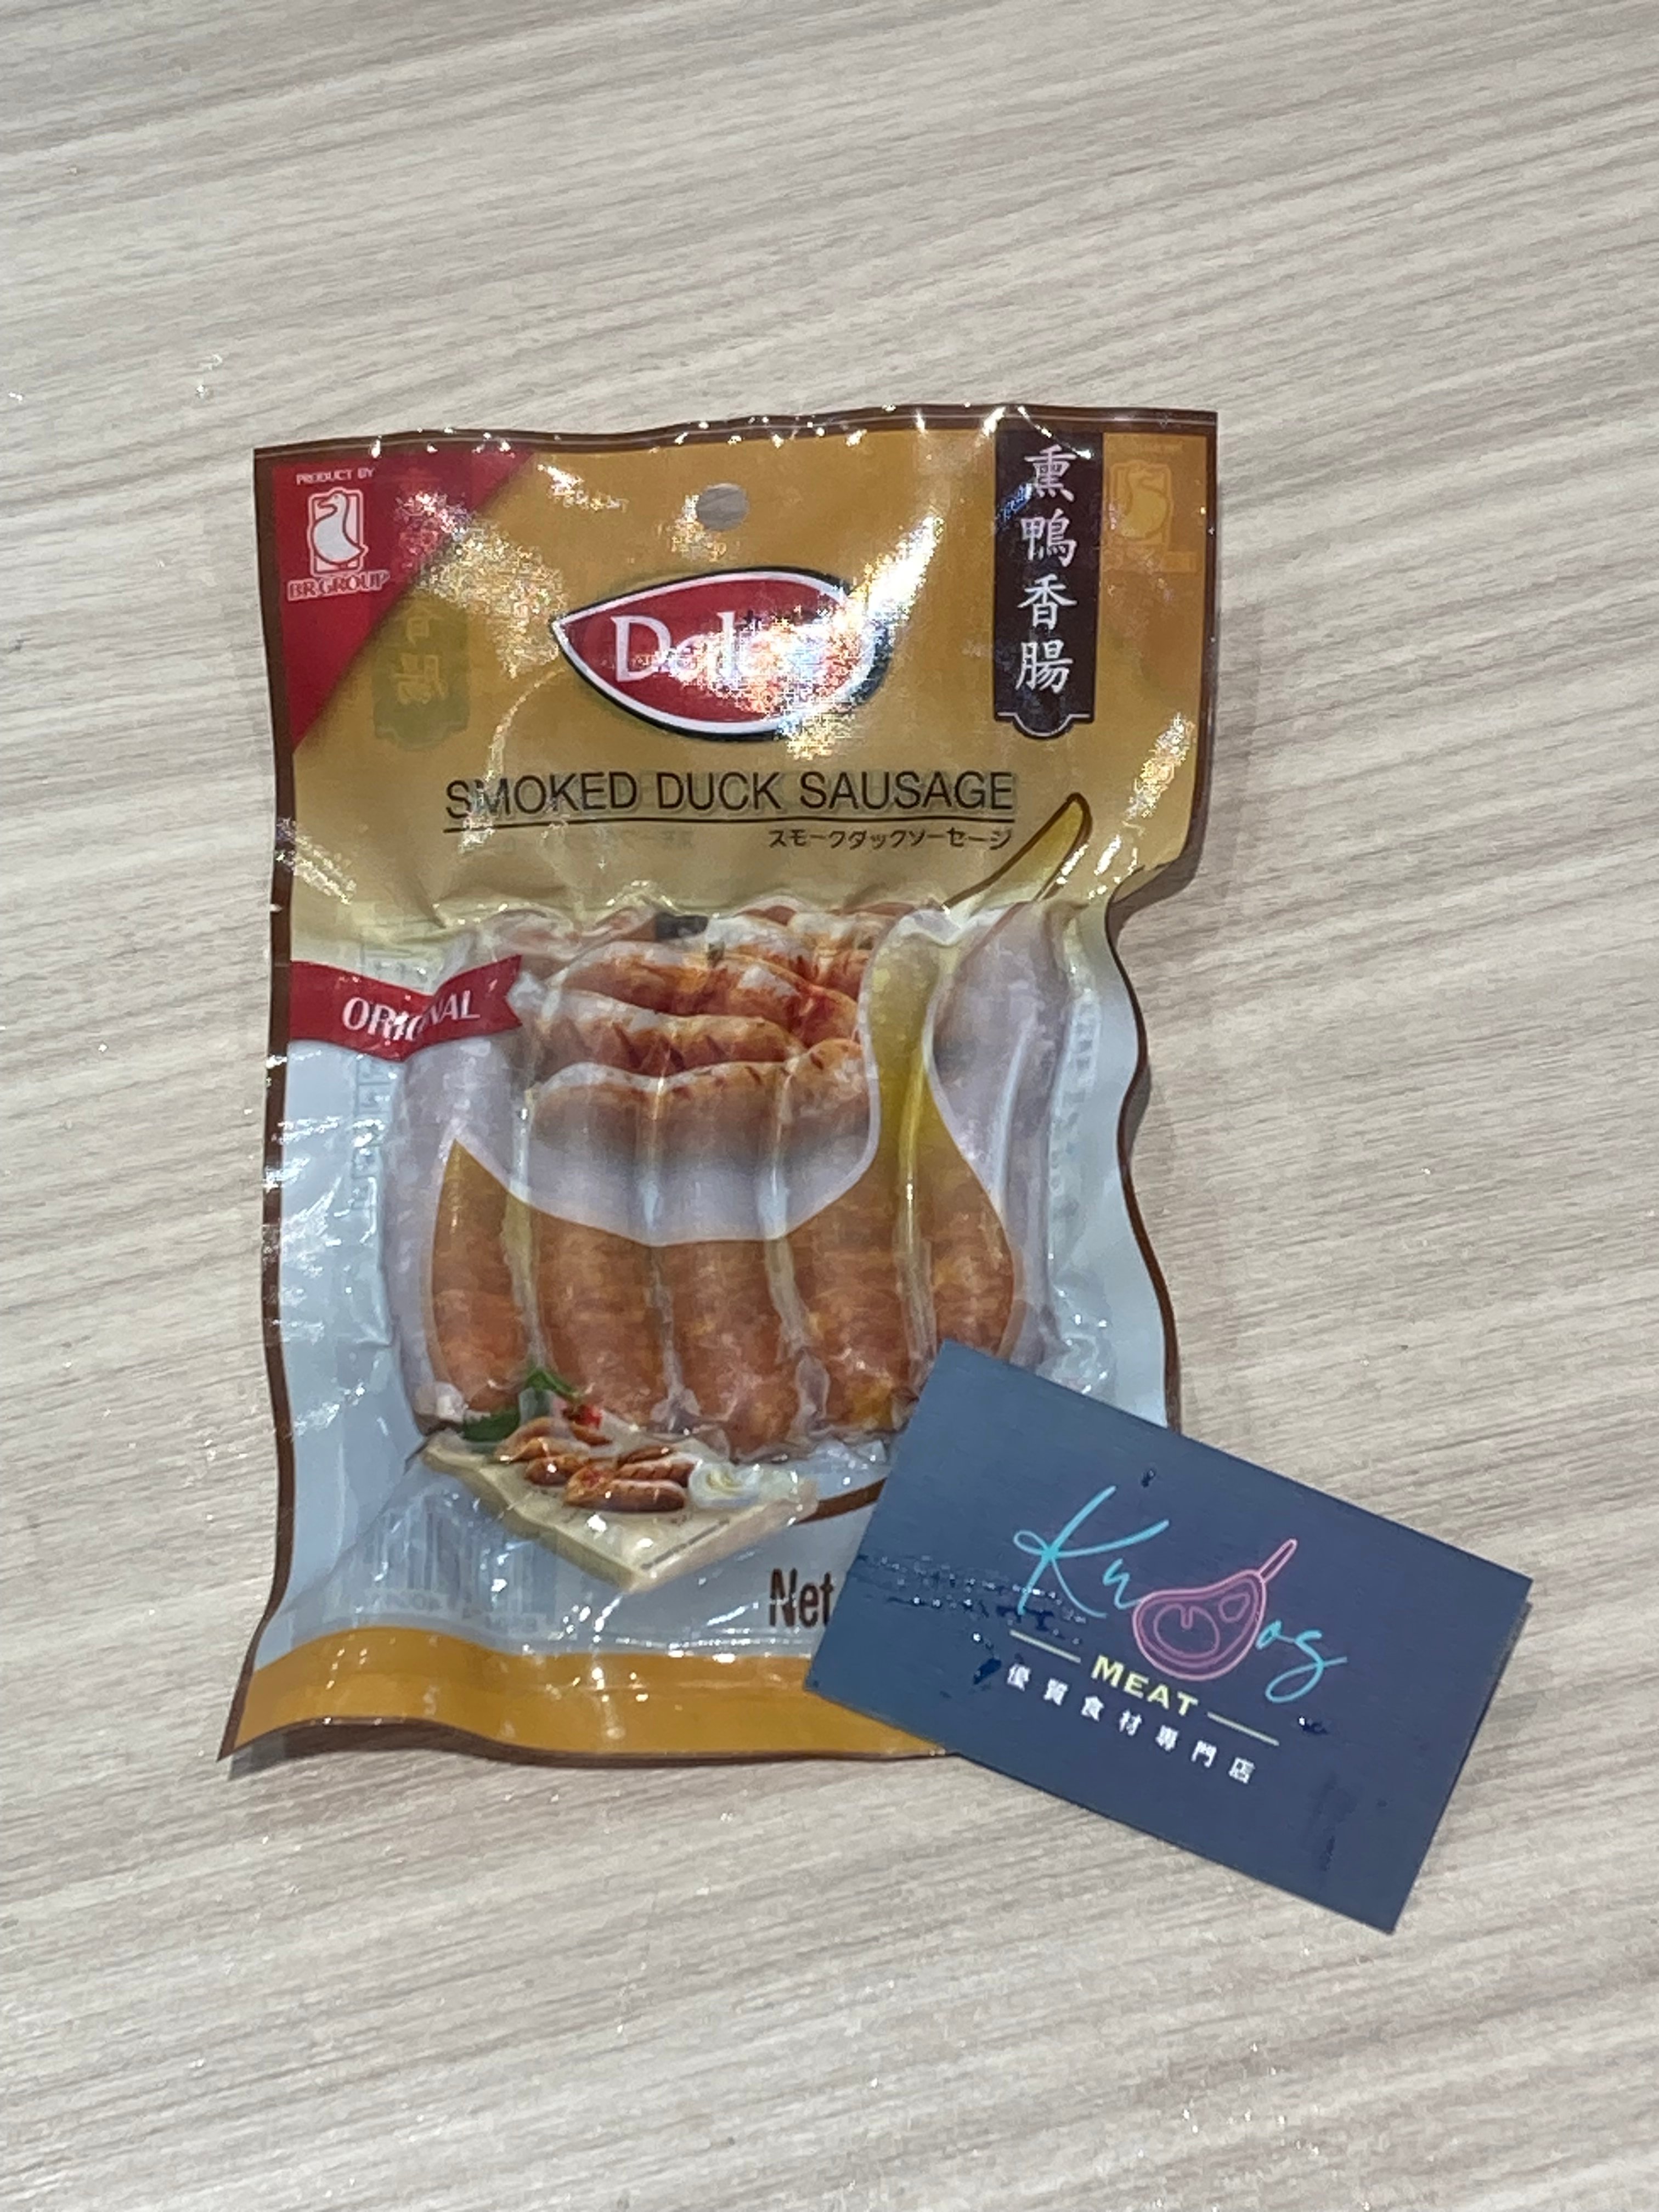 PRODUCT BY
BR GROUP
熏鴨香腸
SMOKED DUCK SAUSAGE
スモークダックソーセージ
ORIGINAL
Net
Kudos
MEAT
優質食材專門店